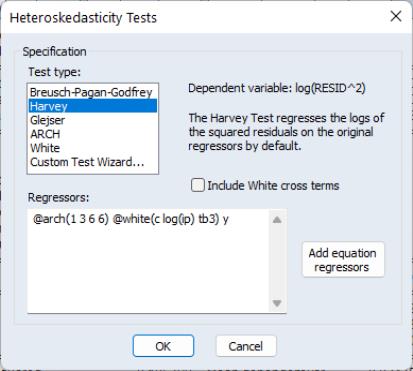 Heteroskedasticity Tests
Specification
Test type:
Breusch-Pagan-Godfrey
Harvey
Glejser
ARCH
White
Custom Test Wizard...
Dependent variable: log(RESID^2)
The Harvey Test regresses the logs of
the squared residuals on the original
regressors by default.
Include White cross terms
Regressors:
@arch(1 3 6 6) @white(c log(ip) tb3) y
Add equation
regressors
OK
Cancel